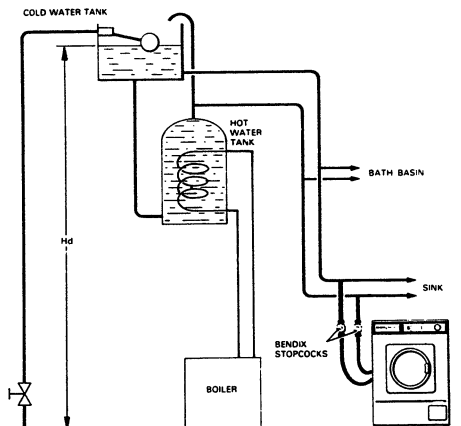 COLD WATER TANK
HOT
WATER
TANK
Hd
BATH BASIN
SINK
BENDIX
STOPCOCKS
BOILER